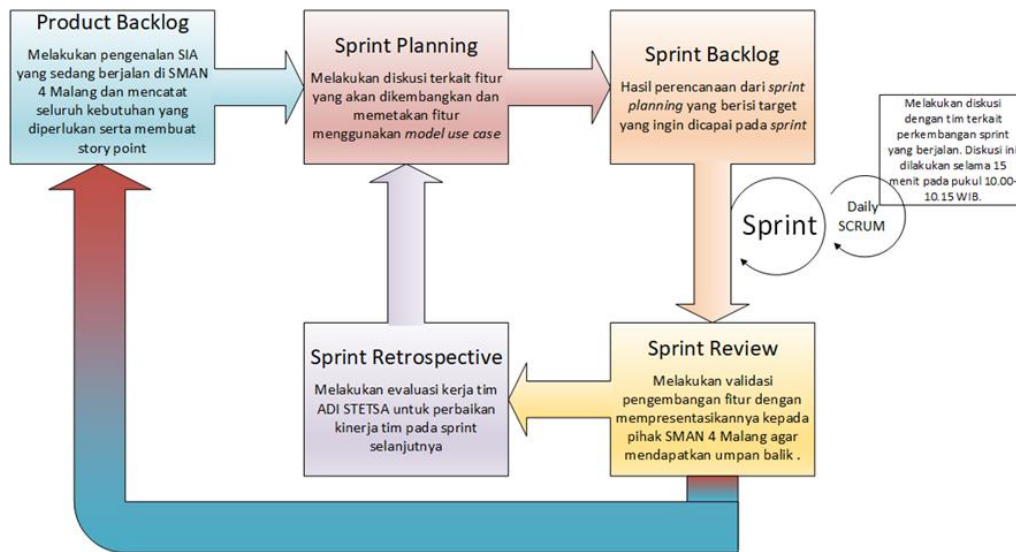 Product Backlog
Melakukan pengenalan SIA
yang sedang berjalan di SMAN
4 Malang dan mencatat
seluruh kebutuhan yang
diperlukan serta membuat
story point
Sprint Planning
Melakukan diskusi terkait fitur
yang akan dikembangkan dan
memetakan fitur
menggunakan model use case
Sprint Backlog
Hasil perencanaan dari sprint
planning yang berisi target
yang ingin dicapai pada sprint
Melakukan diskusi
dengan tim terkait
perkembangan sprint
yang berjalan. Diskusi ini
dilakukan selama 15
menit pada pukul 10.00-
10.15 WIB.
Sprint
Daily
SCRUM
Sprint Retrospective
Melakukan evaluasi kerja tim
ADI STETSA untuk perbaikan
kinerja tim pada sprint
selanjutnya
Sprint Review
Melakukan validasi
pengembangan fitur dengan
mempresentasikannya kepada
pihak SMAN 4 Malang agar
mendapatkan umpan balik .